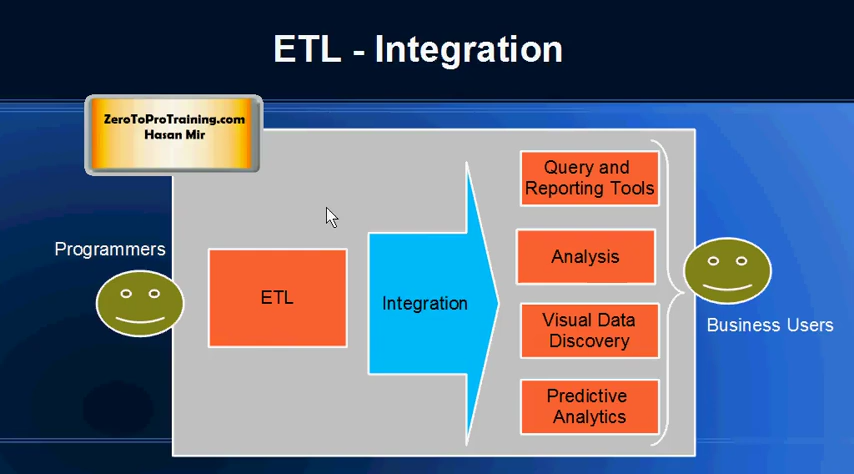 ETL - Integration
ZeroToProTraining.com
Hasan Mir
Programmers
ETL
Integration
Query and
Reporting Tools
Analysis
Visual Data
Discovery
Predictive
Analytics
Business Users